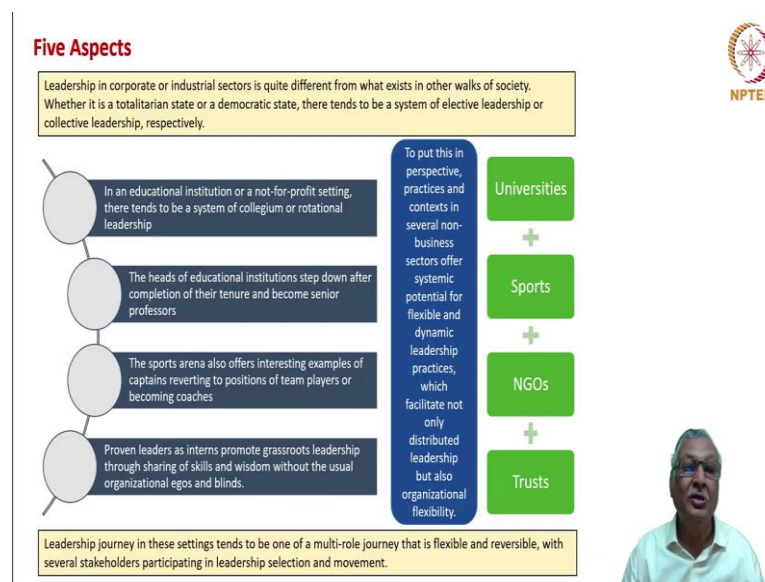 Five Aspects
Leadership in corporate or industrial sectors is quite different from what exists in other walks of society.
Whether it is a totalitarian state or a democratic state, there tends to be a system of elective leadership or
collective leadership, respectively.
In an educational institution or a not-for-profit setting,
there tends to be a system of collegium or rotational
leadership
The heads of educational institutions step down after
completion of their tenure and become senior
professors
The sports arena also offers interesting examples of
captains reverting to positions of team players or
becoming coaches
Proven leaders as interns promote grassroots leadership
through sharing of skills and wisdom without the usual
organizational egos and blinds.
To put this in
perspective,
practices and
contexts in
several non-
business
sectors offer
systemic
potential for
flexible and
dynamic
leadership
practices,
which
facilitate not
only
distributed
leadership
but also
organizational
flexibility.
Universities
Sports
NGOs
Trusts
Leadership journey in these settings tends to be one of a multi-role journey that is flexible and reversible, with
several stakeholders participating in leadership selection and movement.